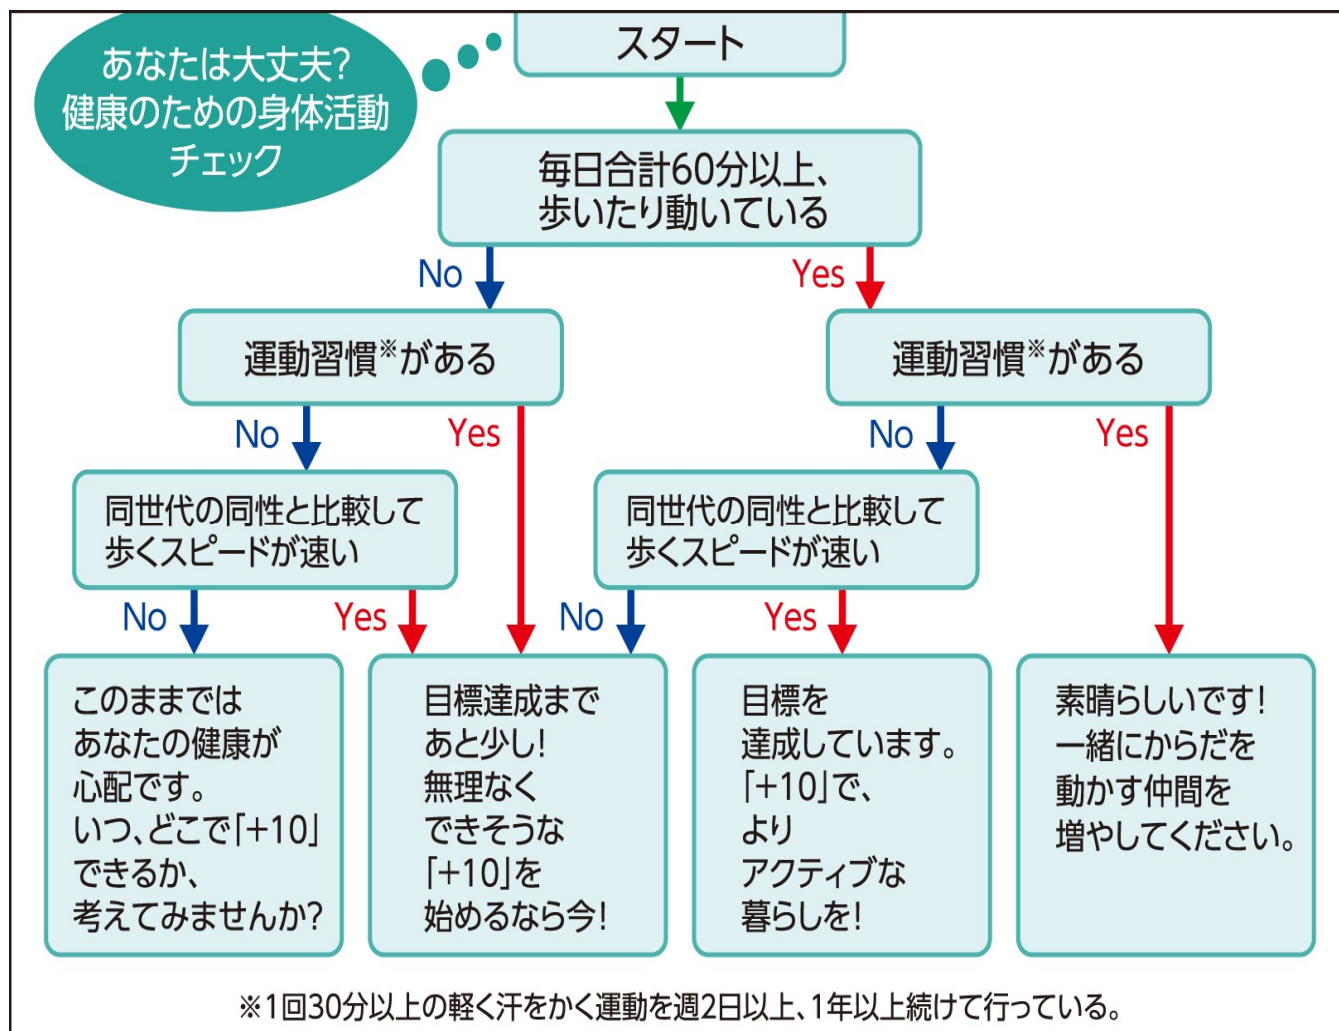 あなたは大丈夫?
健康のための身体活動
チェック
スタート
毎日合計60分以上、
歩いたり動いている
No
Yes
運動習慣※がある
運動習慣※がある
No
Yes
No
Yes
同世代の同性と比較して
歩くスピードが速い
同世代の同性と比較して
歩くスピードが速い
No
Yes
No
Yes
このままでは
あなたの健康が
心配です。
いつ、どこで「+10」
できるか、
考えてみませんか?
目標達成まで
あと少し!
無理なく
できそうな
「+10」を
始めるなら今!
目標を
達成しています。
「+10」で、
より
アクティブな
暮らしを!
素晴らしいです!
一緒にからだを
動かす仲間を
増やしてください。
※1回30分以上の軽く汗をかく運動を週2日以上、1年以上続けて行っている。